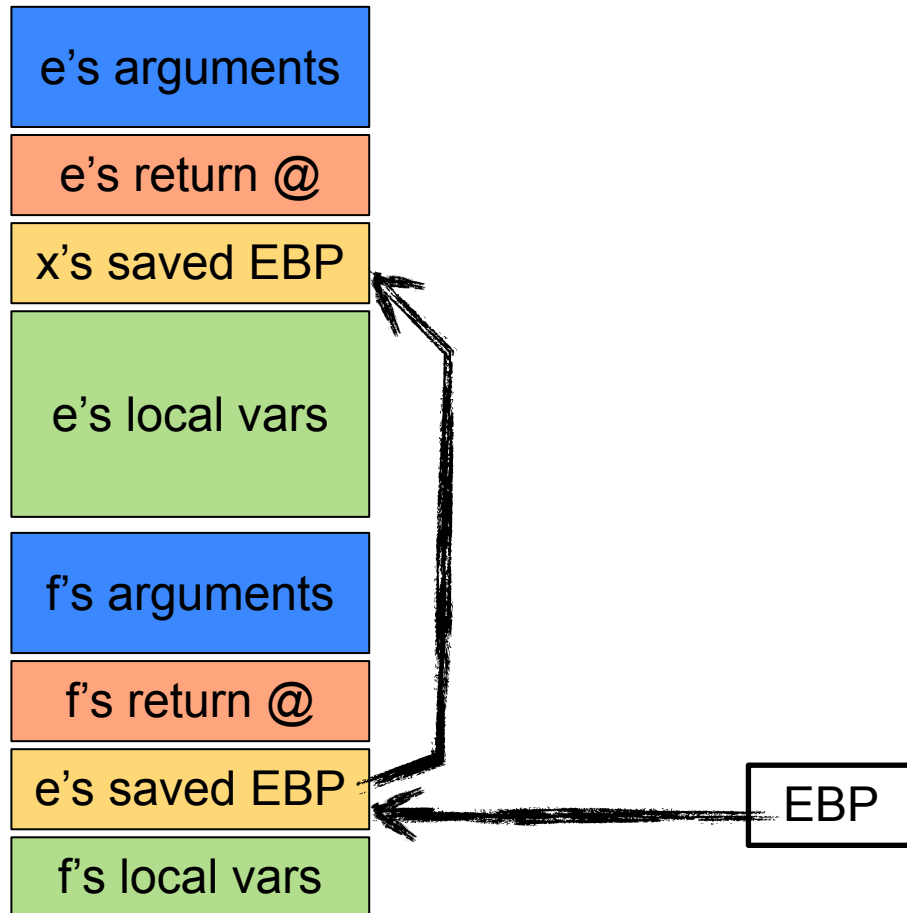 e’s arguments
e’s return @
x’s saved EBP
e’s local vars
f’s arguments
f’s return @
e’s saved EBP
EBP
f’s local vars